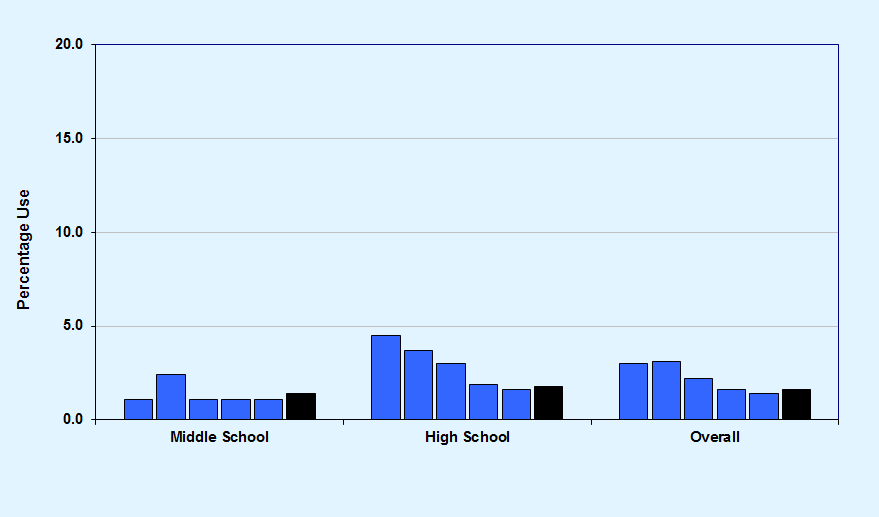 20.0
15.0
10.0
5.0
0.0
Percentage Use
Middle School
High School
Overall